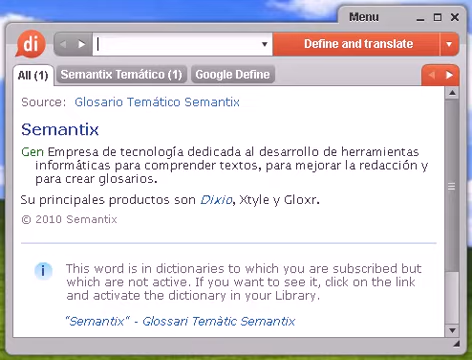 Menu
di
Define and translate
All (1) Semantix Temático (1) Google Define
Source: Glosario Temático Semantix
Semantix
Gen Empresa de tecnología dedicada al desarrollo de herramientas
informáticas para comprender textos, para mejorar la redacción y
para crear glosarios.
Su principales productos son Dixio, Xtyle y Gloxr.
© 2010 Semantix
i
This word is in dictionaries to which you are subscribed but
which are not active. If you want to see it, click on the link
and activate the dictionary in your Library.
"Semantix" - Glossari Temàtic Semantix